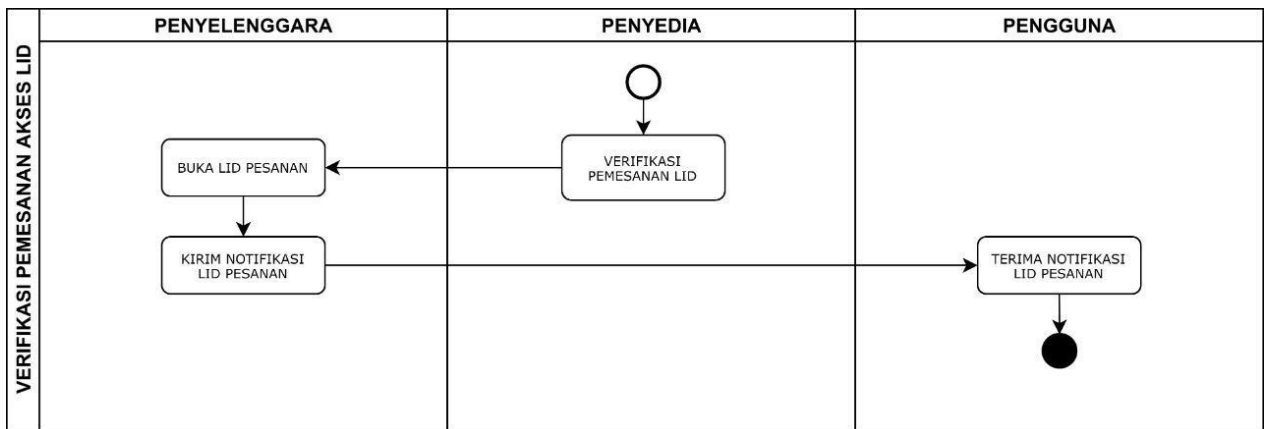 VERIFIKASI PEMESANAN AKSES LID
PENYELENGGARA
PENYEDIA
PENGGUNA
VERIFIKASI
PEMESANAN LID
BUKA LID PESANAN
KIRIM NOTIFIKASI
LID PESANAN
TERIMA NOTIFIKASI
LID PESANAN